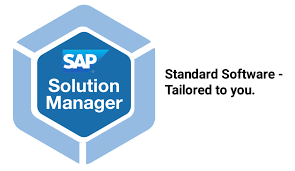 SAP
Solution
Manager
Standard Software -
Tailored to you.